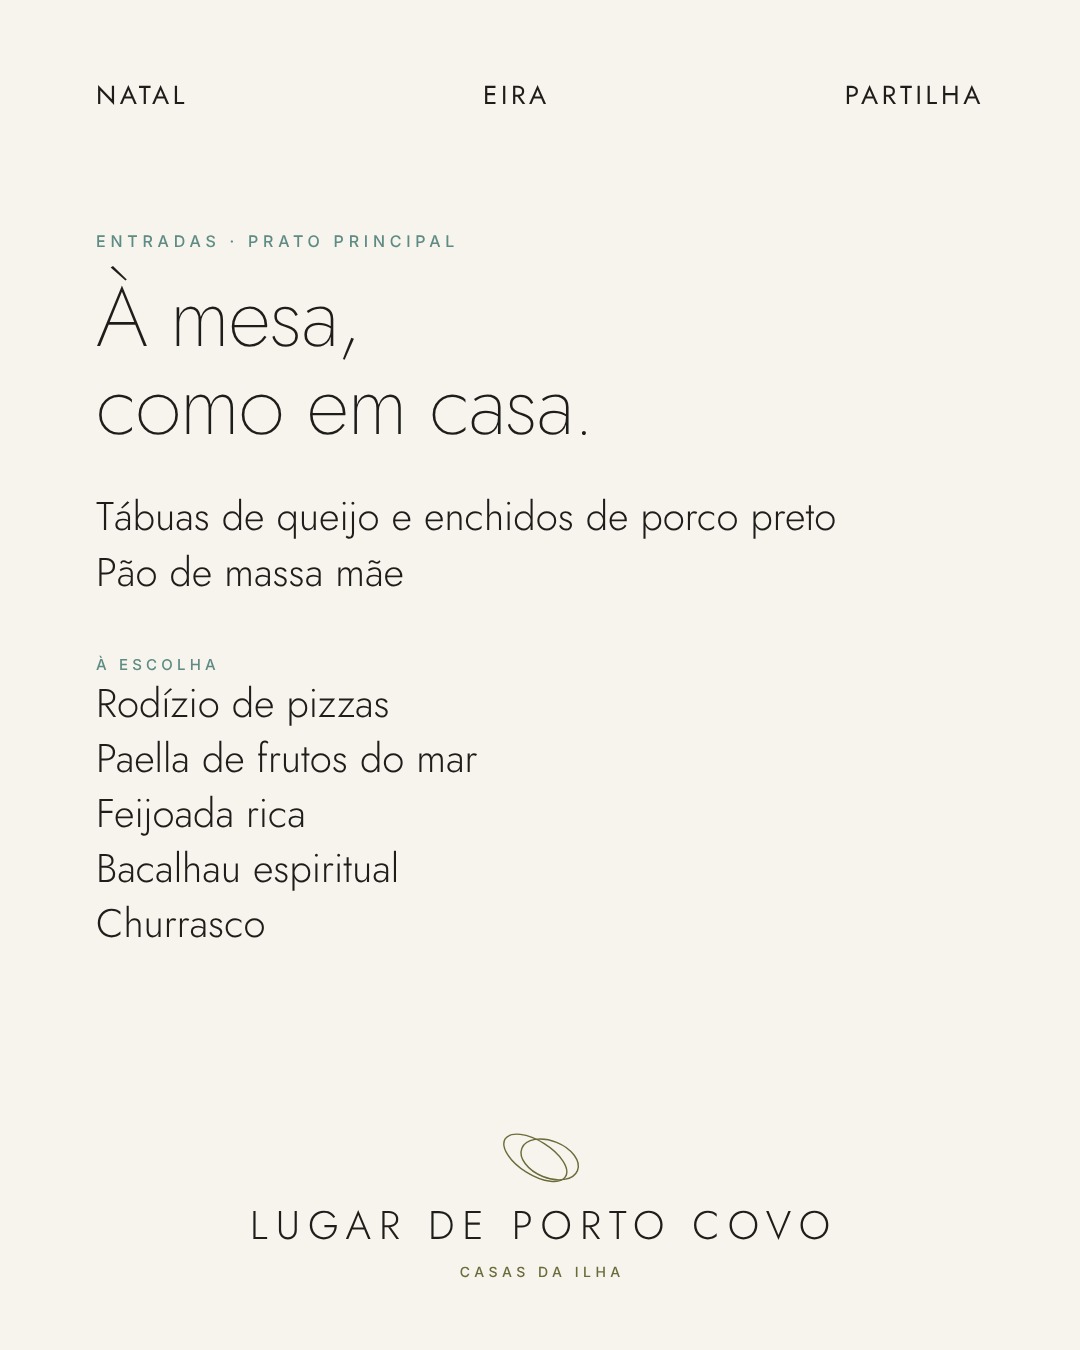 NATAL EIRA PARTILHA
ENTRADAS · PRATO PRINCIPAL
À mesa,
como em casa.
Tábuas de queijo e enchidos de porco preto
Pão de massa mãe
À ESCOLHA
Rodízio de pizzas
Paella de frutos do mar
Feijoada rica
Bacalhau espiritual
Churrasco
LUGAR DE PORTO COVO
CASAS DA ILHA